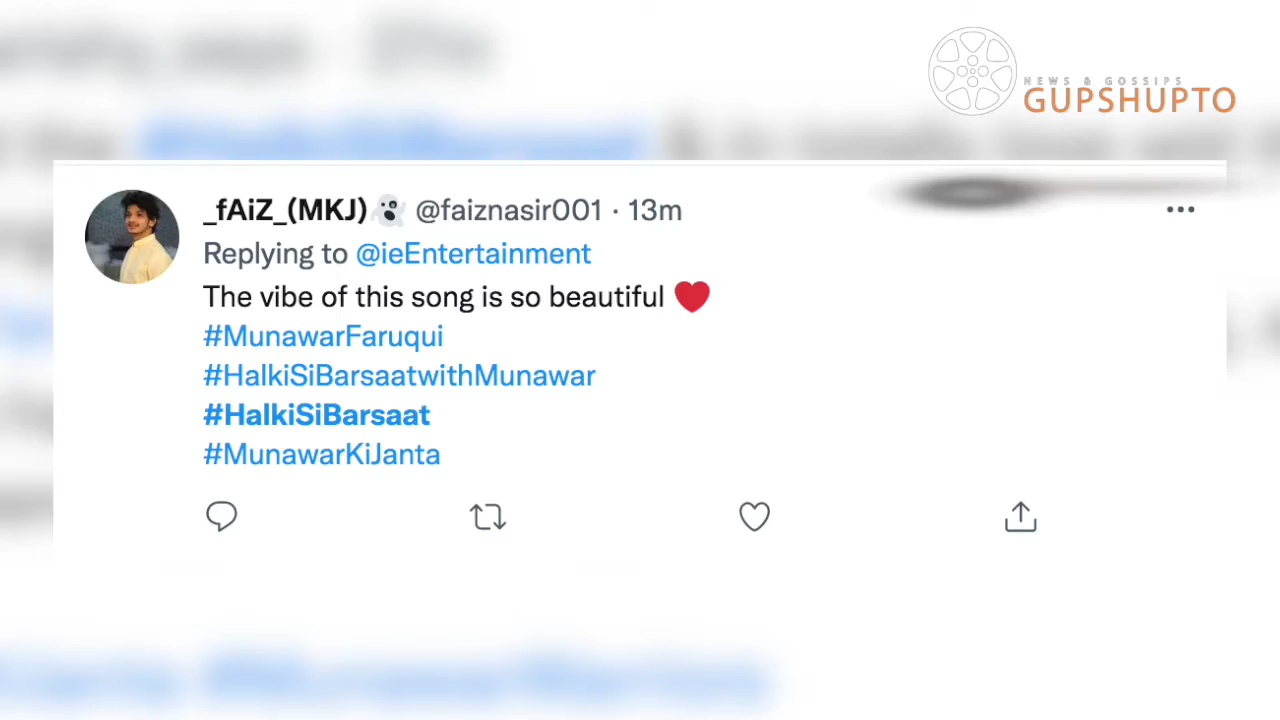 NEWS & GOSSIPS
GUPSHUPTO
_fAiZ_(MKJ)👻 @faiznasir001 · 13m
Replying to @ieEntertainment
The vibe of this song is so beautiful ❤️
#MunawarFaruqui
#HalkiSiBarsaatwithMunawar
#HalkiSiBarsaat
#MunawarKiJanta